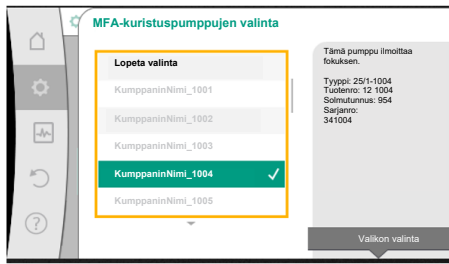 MFA-kuristuspumppujen valinta
Lopeta valinta
KumppaninNimi_1001
KumppaninNimi_1002
KumppaninNimi_1003
KumppaninNimi_1004
KumppaninNimi_1005
Tämä pumppu ilmoittaa
fokuksen.
Tyyppi: 25/1-1004
Tuotenro: 12 1004
Solmutunnus: 954
Sarjanro:
341004
Valikon valinta